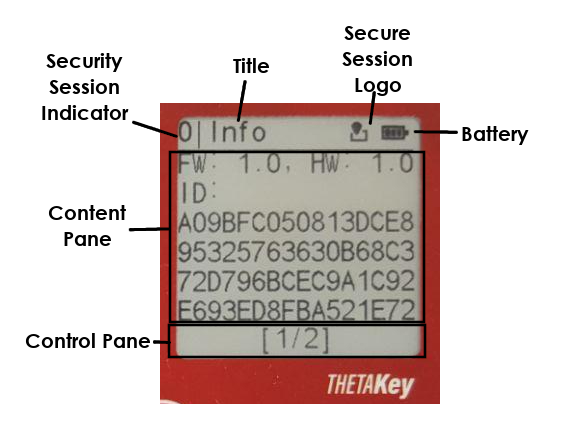 Security
Session
Indicator
Title
Secure
Session
Logo
Battery
0| Info
FW: 1.0, HW: 1.0
ID:
A09BFC050813DCE8
95325763630B68C3
72D796BCEC9A1C92
E693ED8FBA521E72
[1/2]
Content
Pane
Control Pane
THETAKey